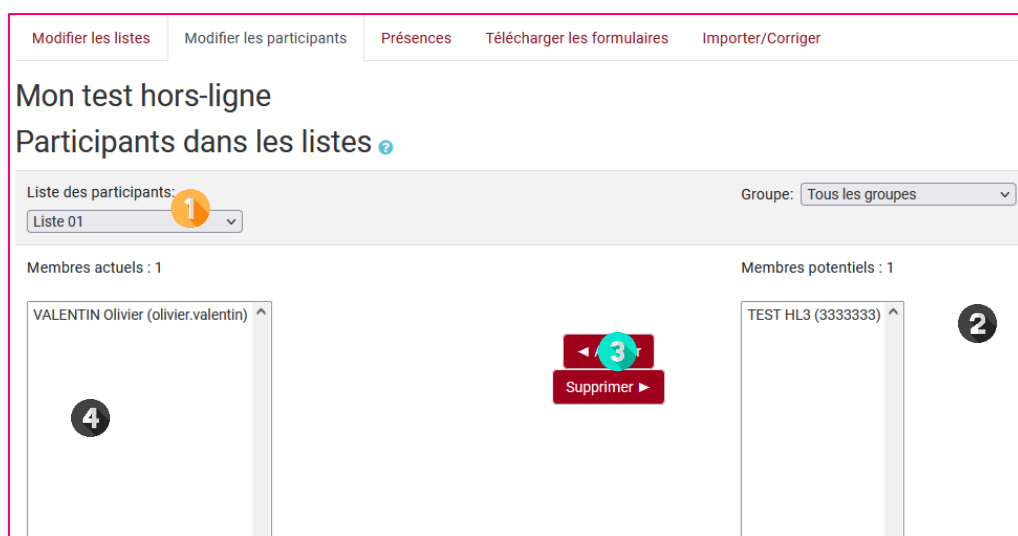 Modifier les listes Modifier les participants Présences Télécharger les formulaires Importer/Corriger
Mon test hors-ligne
Participants dans les listes ?
Liste des participants: Groupe: Tous les groupes
1
Liste 01
Membres actuels : 1 Membres potentiels : 1
VALENTIN Olivier (olivier.valentin) TEST HL3 (3333333)
2
3
Supprimer ►
4